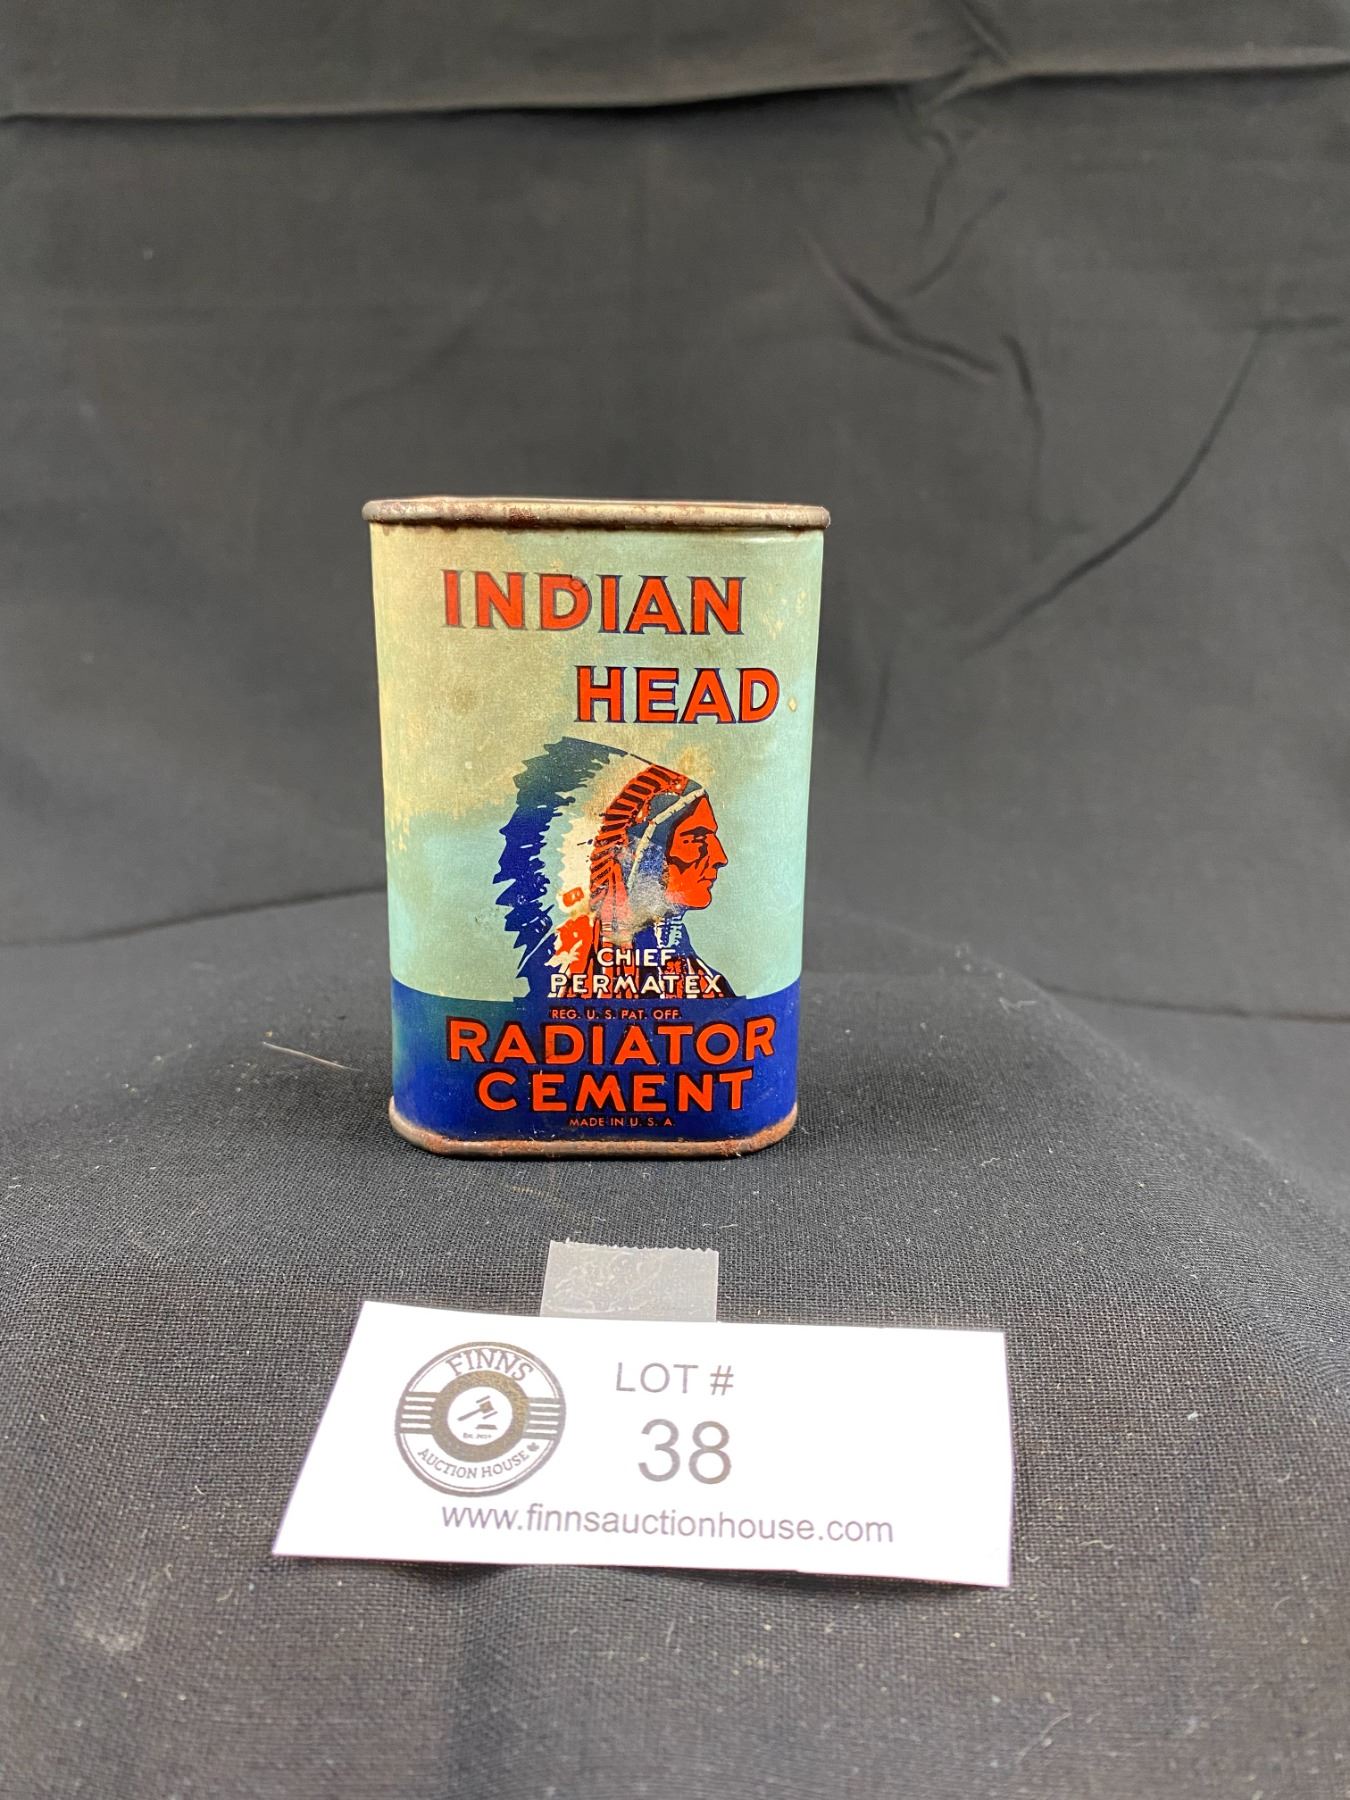 INDIAN
HEAD
CHIEF
PERMATEX
REG. U. S. PAT. OFF.
RADIATOR
CEMENT
MADE IN U. S. A.
FINNS
AUCTION HOUSE
LOT #
38
www.finnsauctionhouse.com